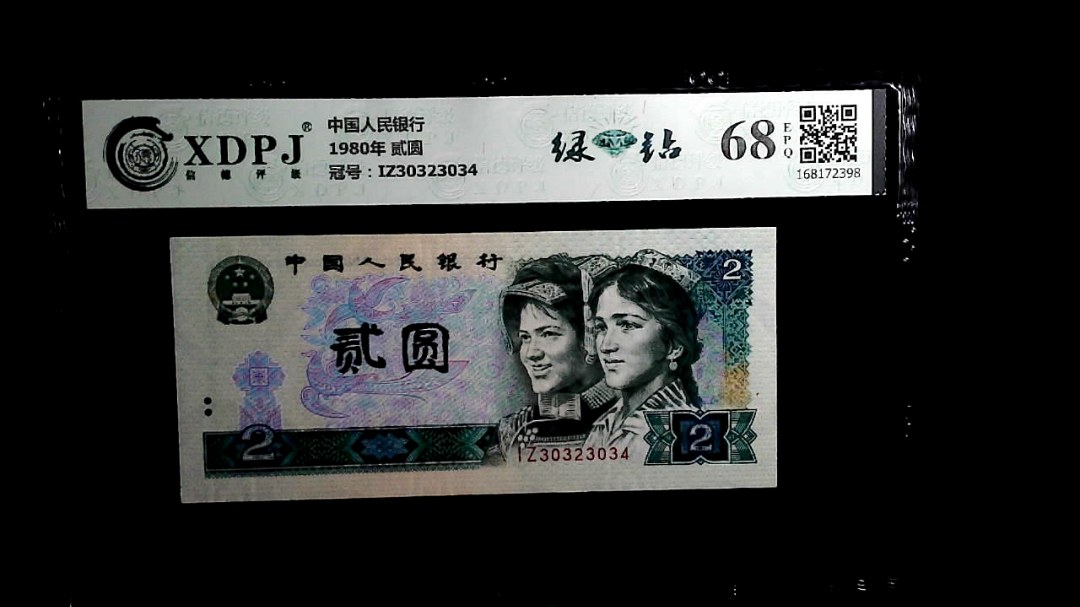 XDPJ®
信德评级
中国人民银行
1980年 贰圆
冠号：IZ30323034
绿钻
68
EPQ
168172398
中国人民银行
2
贰圆
2
IZ30323034
2